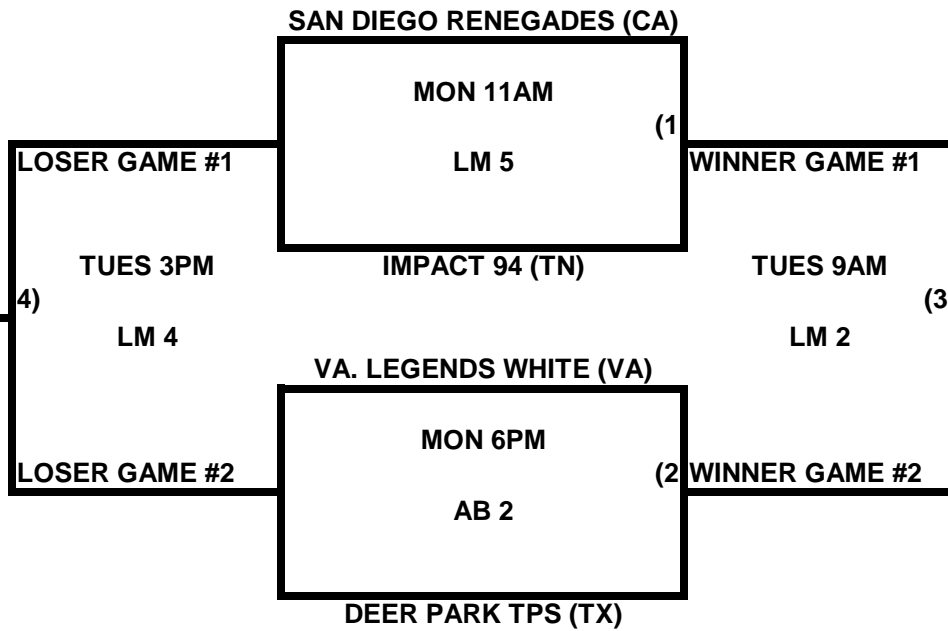 SAN DIEGO RENEGADES (CA)
MON 11AM
(1
LOSER GAME #1
LM 5
WINNER GAME #1
TUES 3PM
IMPACT 94 (TN)
TUES 9AM
4)
(3
LM 4
LM 2
VA. LEGENDS WHITE (VA)
MON 6PM
LOSER GAME #2
(2
WINNER GAME #2
AB 2
DEER PARK TPS (TX)